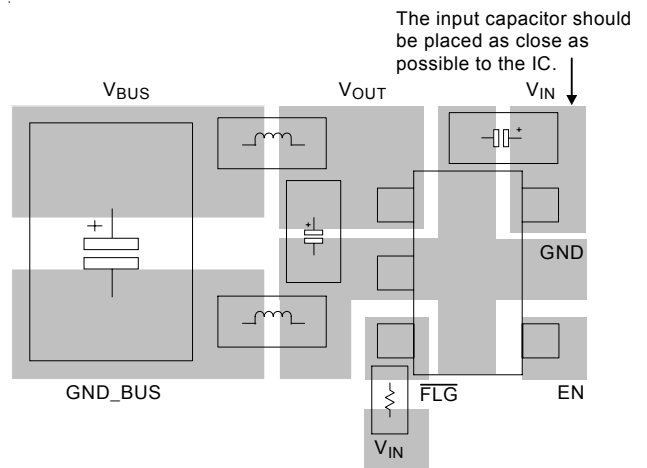 The input capacitor should
be placed as close as
possible to the IC.
VBUS
VOUT
VIN
+
+
+
GND
GND_BUS
FLG
EN
VIN